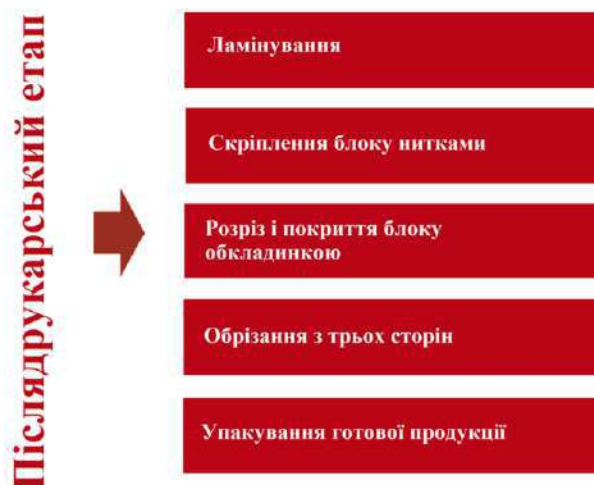 Післядрукарський етап
Ламінування
Скріплення блоку нитками
Розріз і покриття блоку
обкладинкою
Обрізання з трьох сторін
Упакування готової продукції